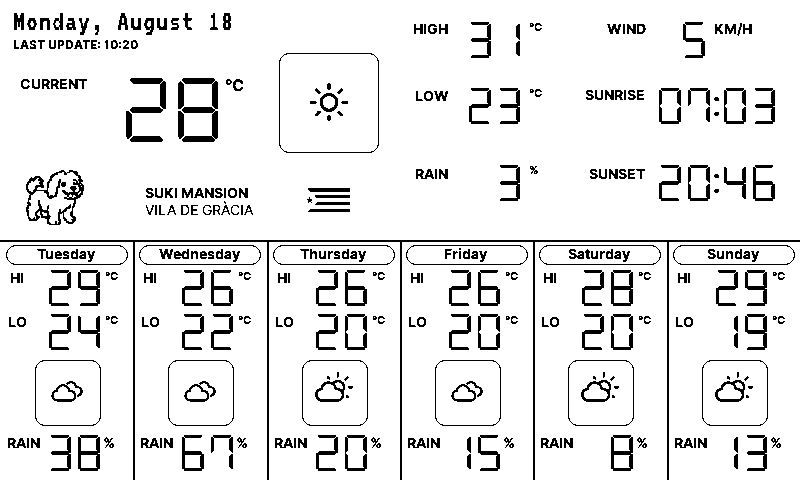 Monday, August 18
LAST UPDATE: 10:20
CURRENT 28 °C
SUKI MANSION
VILA DE GRÀCIA
HIGH 31 °C
LOW 23 °C
RAIN 3 %
WIND 5 KM/H
SUNRISE 07:03
SUNSET 20:46
Tuesday
HI 29 °C
LO 24 °C
RAIN 38 %
Wednesday
HI 26 °C
LO 22 °C
RAIN 67 %
Thursday
HI 26 °C
LO 20 °C
RAIN 20 %
Friday
HI 26 °C
LO 20 °C
RAIN 15 %
Saturday
HI 28 °C
LO 20 °C
RAIN 8 %
Sunday
HI 29 °C
LO 19 °C
RAIN 13 %